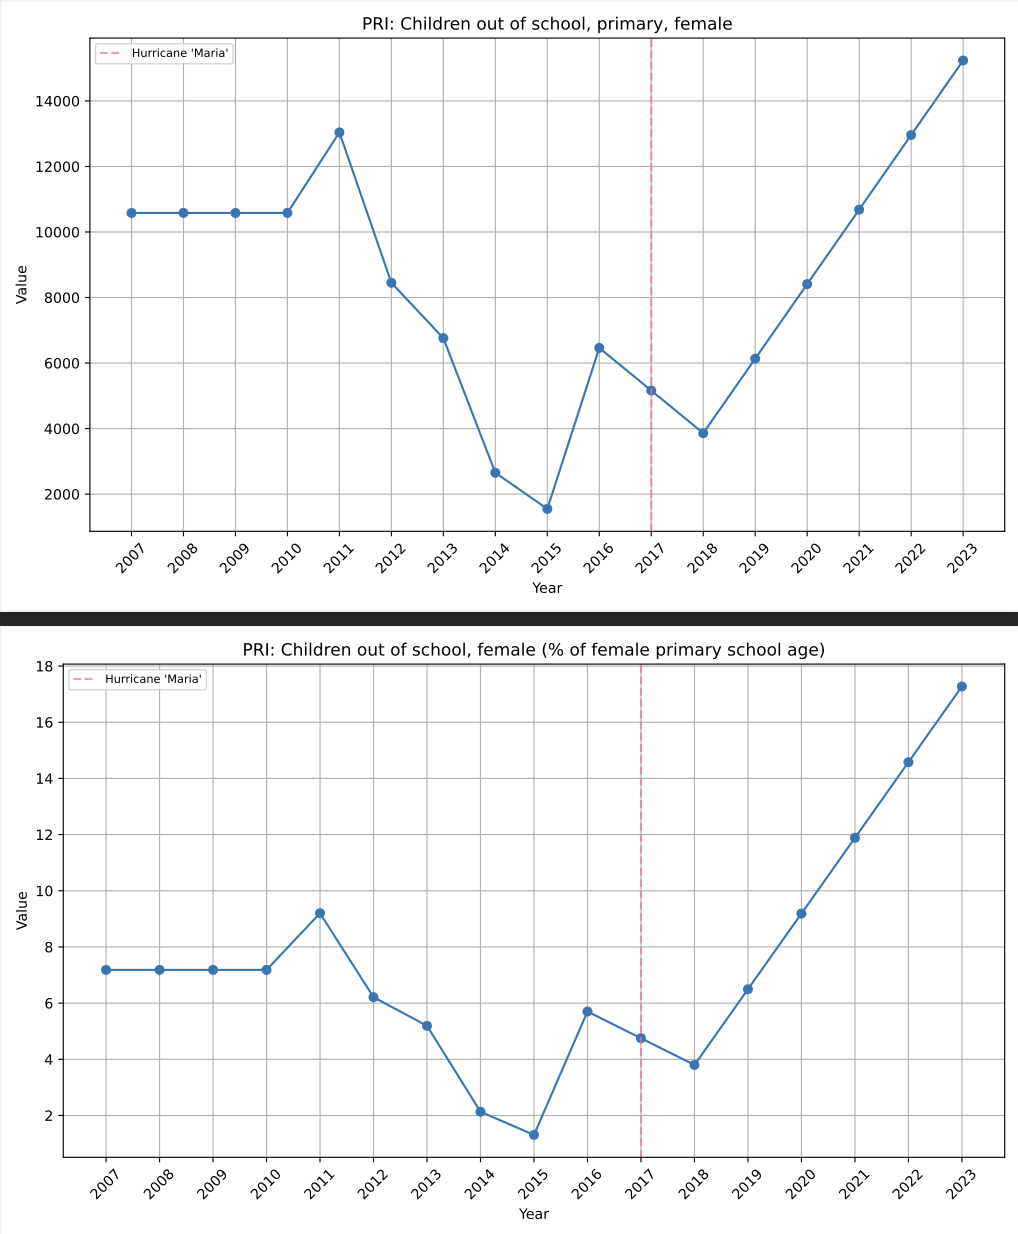 PRI: Children out of school, primary, female
Hurricane 'Maria'
14000
12000
10000
8000
6000
4000
2000
Value
2007 2008 2009 2010 2011 2012 2013 2014 2015 2016 2017 2018 2019 2020 2021 2022 2023
Year
PRI: Children out of school, female (% of female primary school age)
Hurricane 'Maria'
18
16
14
12
10
8
6
4
2
Value
2007 2008 2009 2010 2011 2012 2013 2014 2015 2016 2017 2018 2019 2020 2021 2022 2023
Year